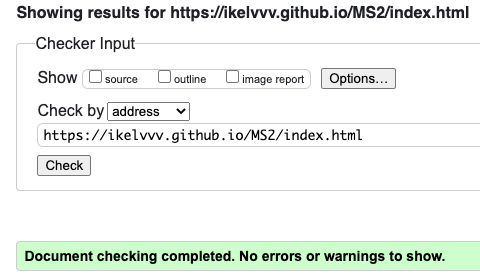 Showing results for https://ikelvvv.github.io/MS2/index.html
Checker Input
Show source outline image report Options...
Check by address
https://ikelvvv.github.io/MS2/index.html
Check
Document checking completed. No errors or warnings to show.